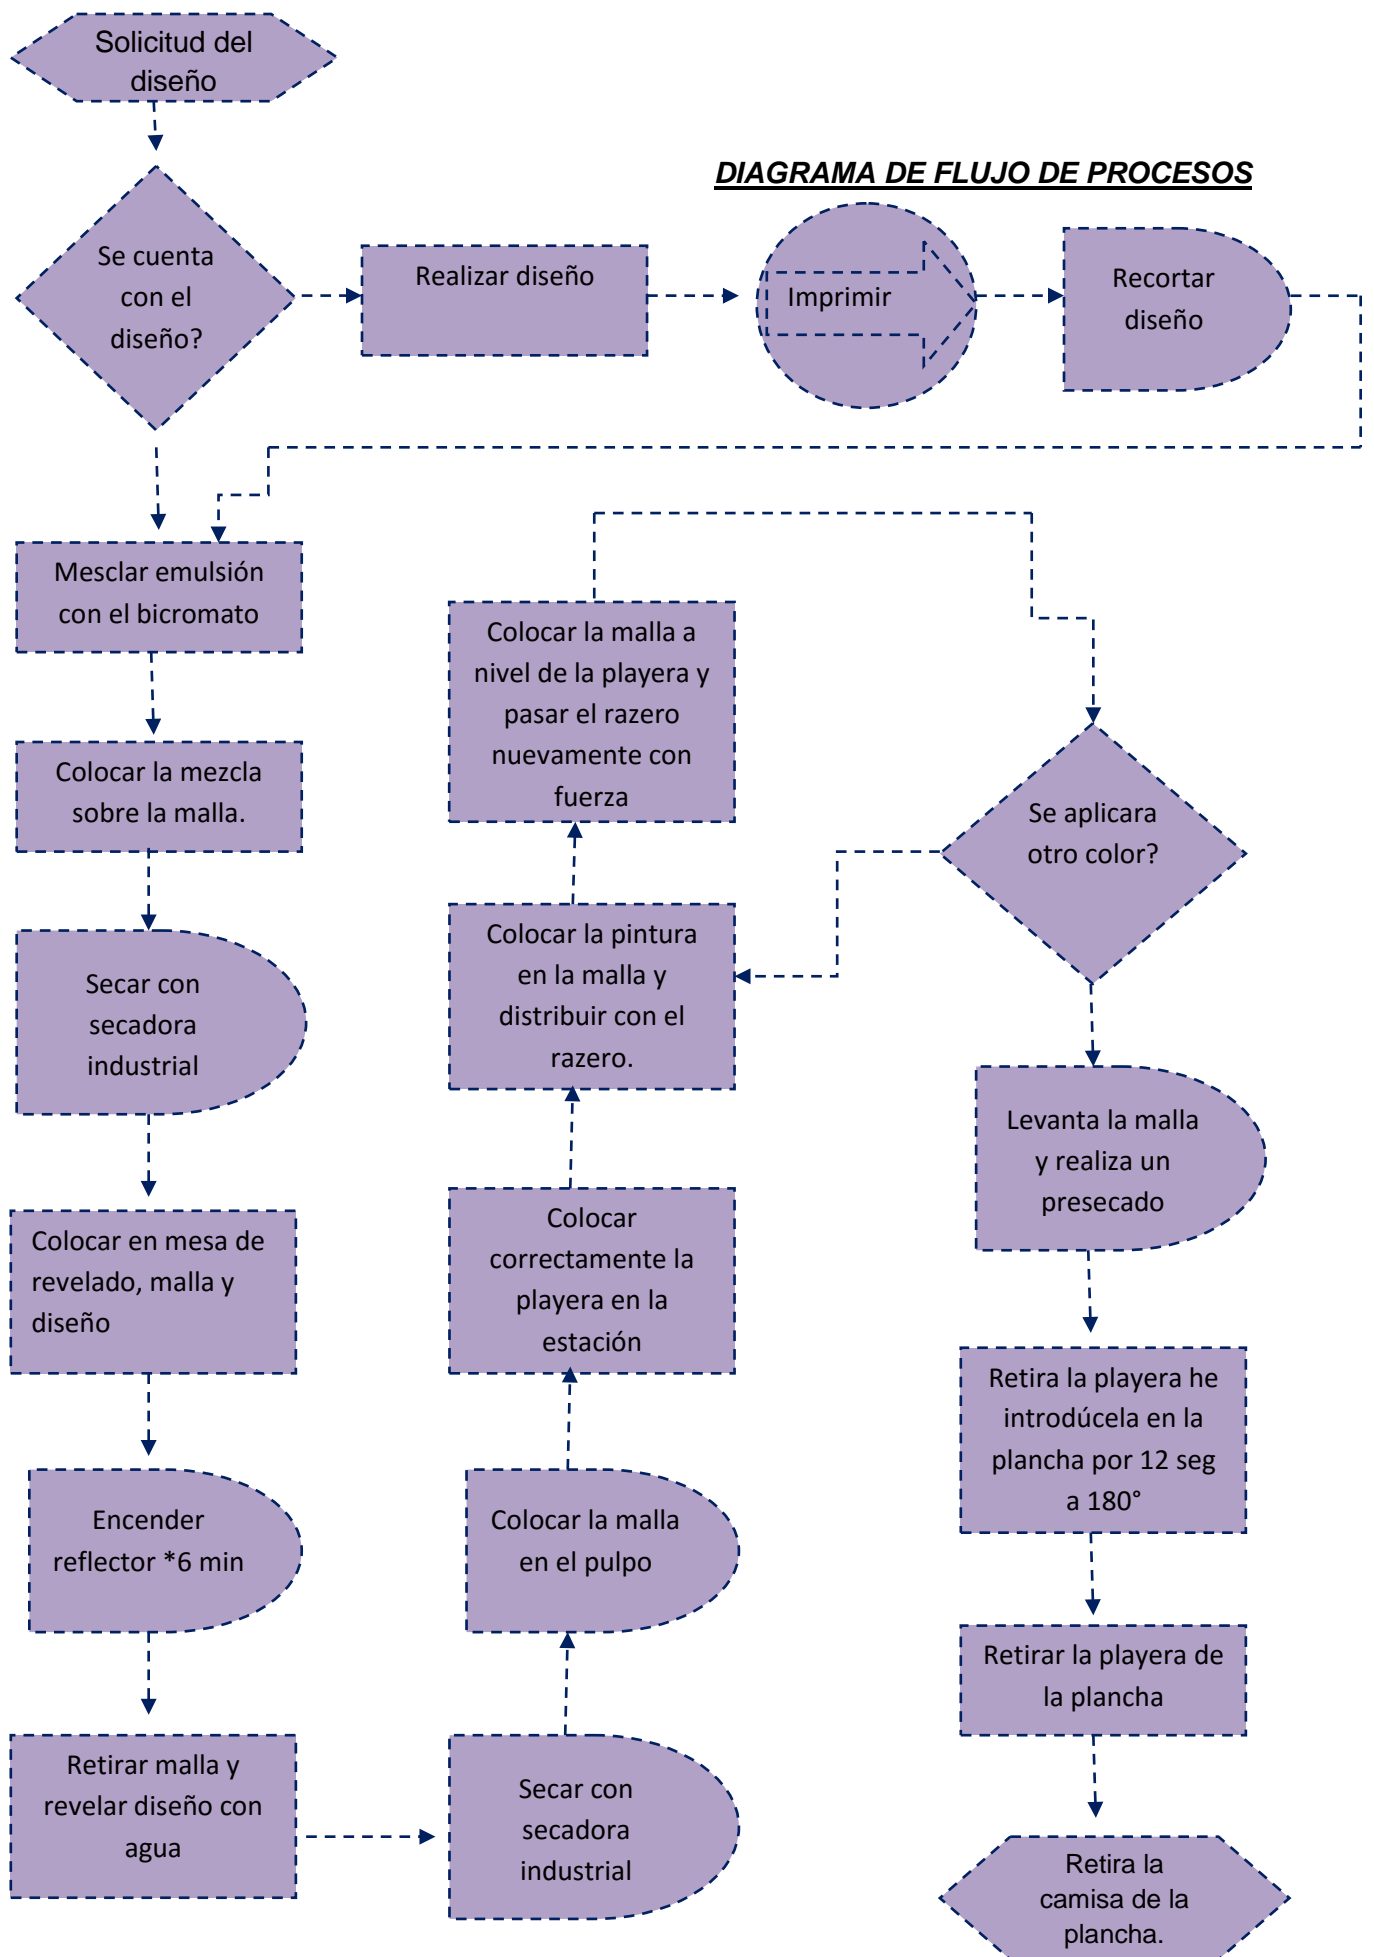 Solicitud del
diseño
DIAGRAMA DE FLUJO DE PROCESOS
Se cuenta
con el
diseño?
Realizar diseño
Imprimir
Recortar
diseño
Mesclar emulsión
con el bicromato
Colocar la mezcla
sobre la malla.
Secar con
secadora
industrial
Colocar en mesa de
revelado, malla y
diseño
Encender
reflector *6 min
Retirar malla y
revelar diseño con
agua
Secar con
secadora
industrial
Colocar la malla
en el pulpo
Colocar
correctamente la
playera en la
estación
Colocar la pintura
en la malla y
distribuir con el
razero.
Colocar la malla a
nivel de la playera y
pasar el razero
nuevamente con
fuerza
Se aplicara
otro color?
Levanta la malla
y realiza un
presecado
Retira la playera he
introdúcela en la
plancha por 12 seg
a 180°
Retirar la playera de
la plancha
Retira la
camisa de la
plancha.